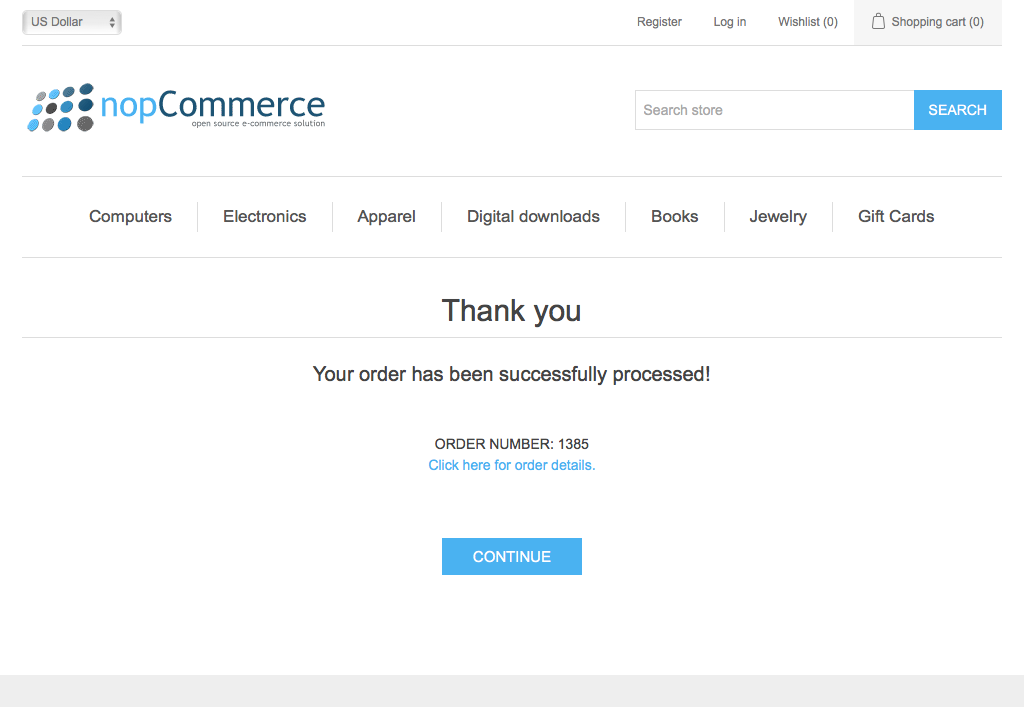 US Dollar
Register
Log in
Wishlist (0)
Shopping cart (0)
nopCommerce
open source e-commerce solution
Search store
SEARCH
Computers
Electronics
Apparel
Digital downloads
Books
Jewelry
Gift Cards
Thank you
Your order has been successfully processed!
ORDER NUMBER: 1385
Click here for order details.
CONTINUE